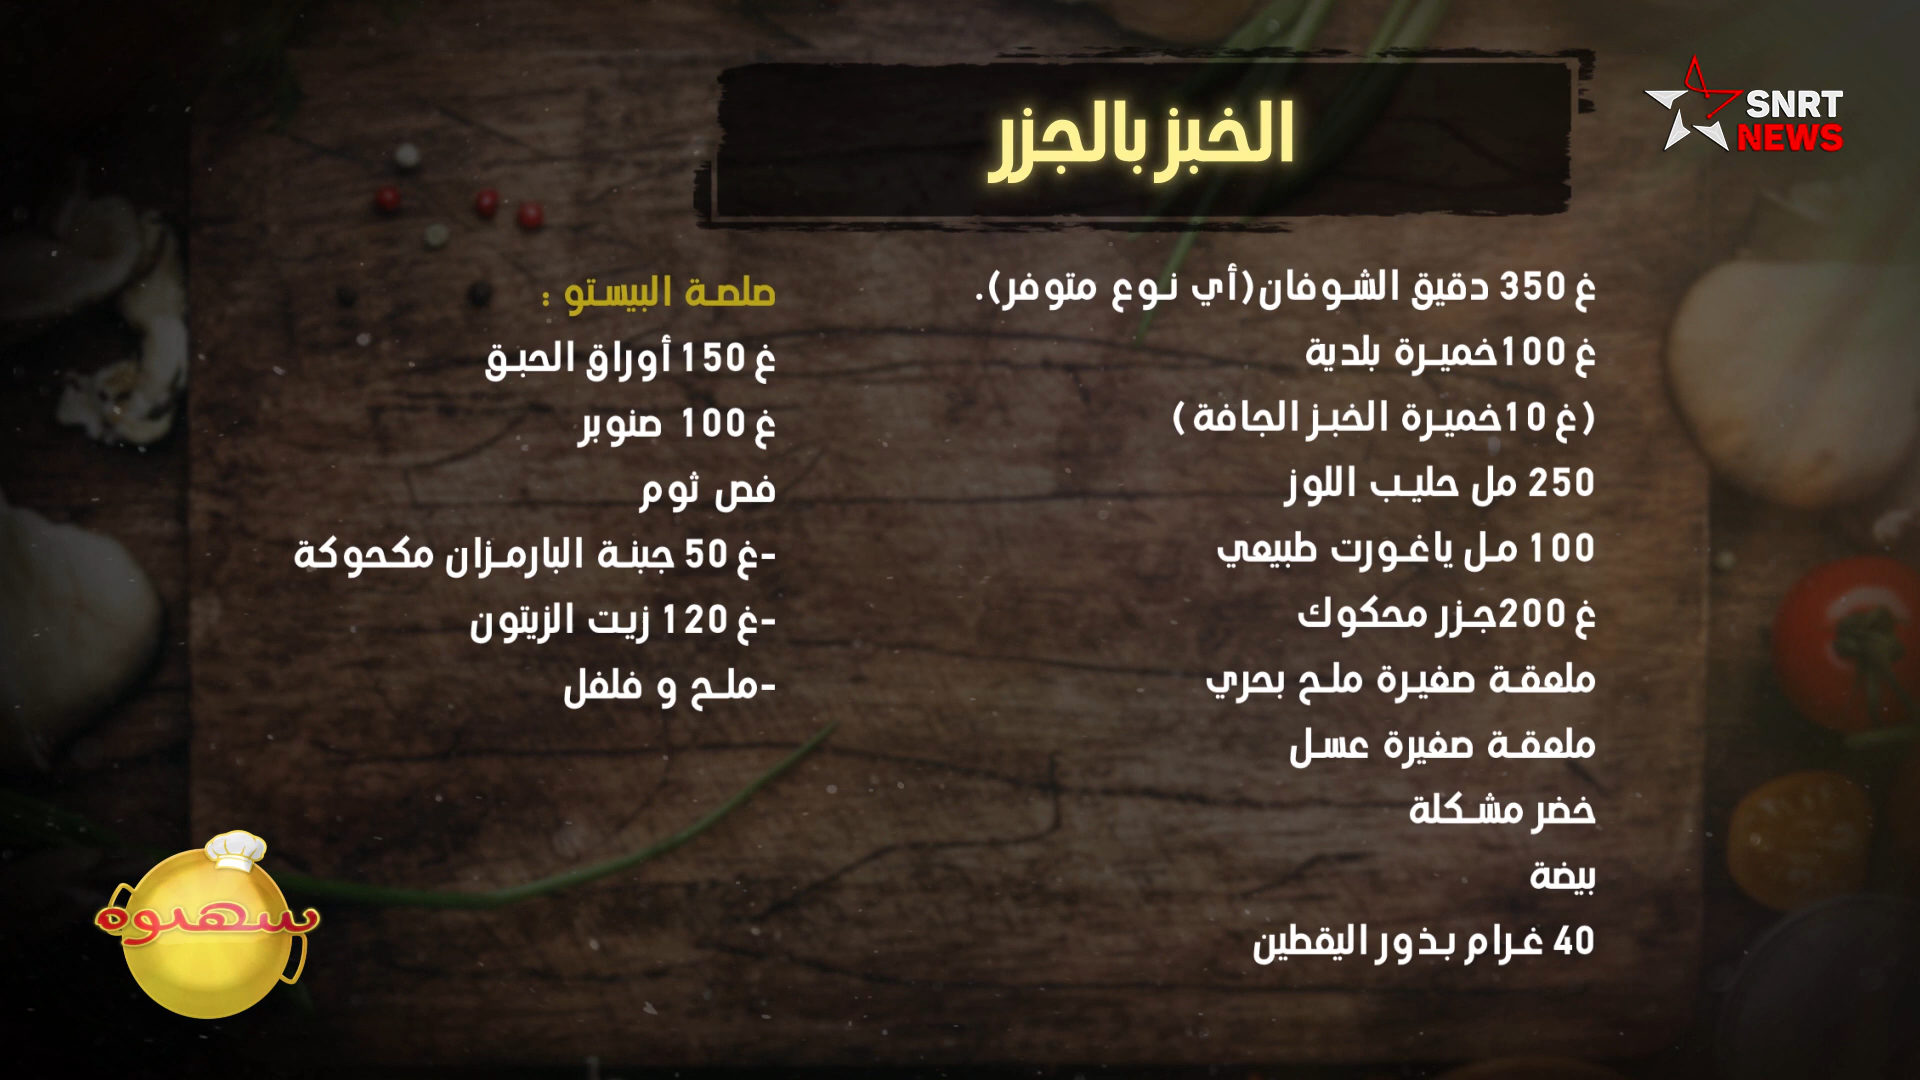 الخبز بالجزر
SNRT
NEWS
غ 350 دقيق الشوفان(أي نوع متوفر).
غ 100خميرة بلدية
(غ 10خميرة الخبز الجافة )
250 مل حليب اللوز
100 مل ياغورت طبيعي
غ 200جزر محكوك
ملعقة صغيرة ملح بحري
ملعقة صغيرة عسل
خضر مشكلة
بيضة
40 غرام بذور اليقطين
صلصة البيستو :
غ 150 أوراق الحبق
غ 100 صنوبر
فص ثوم
-غ 50 جبنة البارمزان مكحوكة
-غ 120 زيت الزيتون
-ملح و فلفل
سهيوه